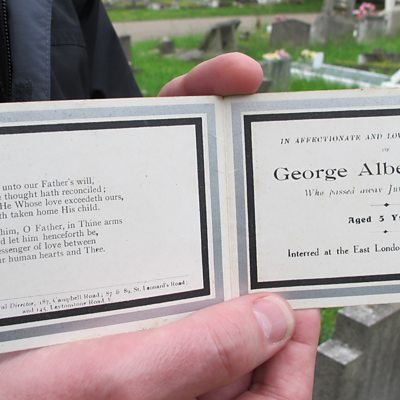 unto our Father's will,
thought hath reconciled;
He Whose love exceedeth ours,
th taken home His child.
him, O Father, in Thine arms
d let him henceforth be,
ssenger of love between
ur human hearts and Thee.
al Director, 187, Campbell Road; 87 & 89, St. Leonard's Road;
and 145, Leytonstone Road, E.
IN AFFECTIONATE AND LOV
OF
George Albe
Who passed away Ju
Aged 5 Y
Interred at the East London